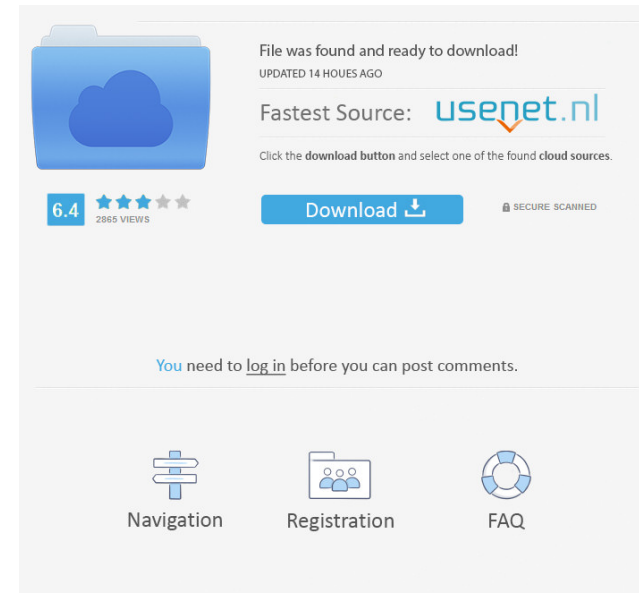 File was found and ready to download!
UPDATED 14 HOUES AGO
Fastest Source: usenet.nl
Click the download button and select one of the found cloud sources.
6.4
2865 VIEWS
Download
SECURE SCANNED
You need to log in before you can post comments.
Navigation
Registration
FAQ